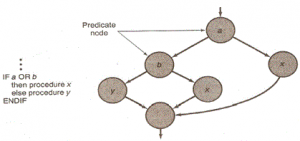 Predicate
node
a
b
x
y
x
IF a OR b
then procedure x
else procedure y
ENDIF